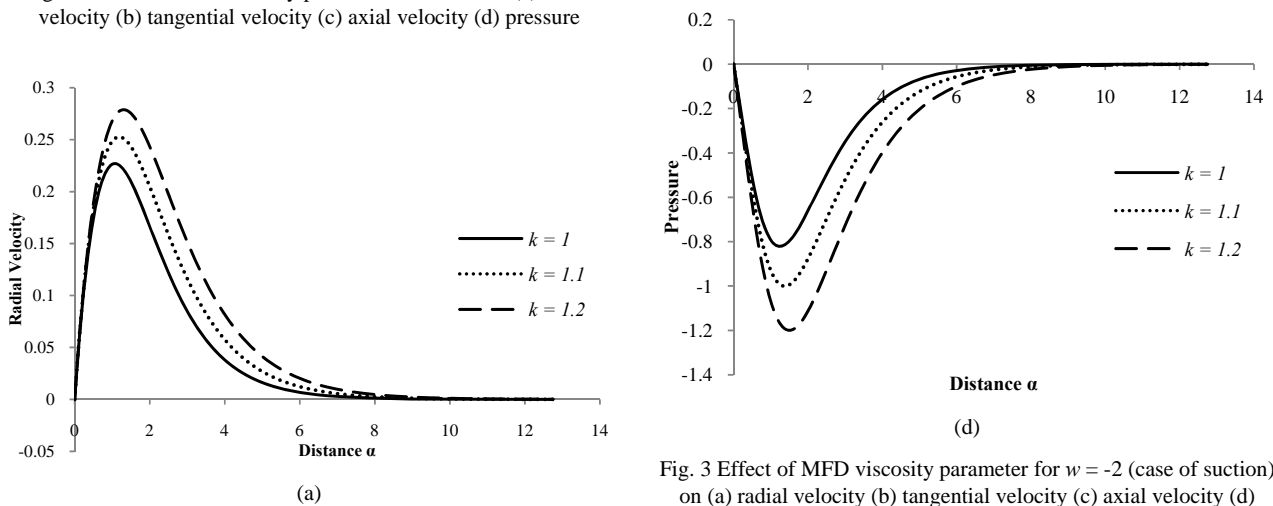 velocity (b) tangential velocity (c) axial velocity (d) pressure
0.3
0.25
0.2
0.15
0.1
0.05
0
-0.05
0 2 4 6 8 10 12 14
Radial Velocity
Distance α
k = 1
k = 1.1
k = 1.2
(a)
0.2
0
-0.2
-0.4
-0.6
-0.8
-1
-1.2
-1.4
0 2 4 6 8 10 12 14
Pressure
k = 1
k = 1.1
k = 1.2
Distance α
(d)
Fig. 3 Effect of MFD viscosity parameter for w = -2 (case of suction)
on (a) radial velocity (b) tangential velocity (c) axial velocity (d)